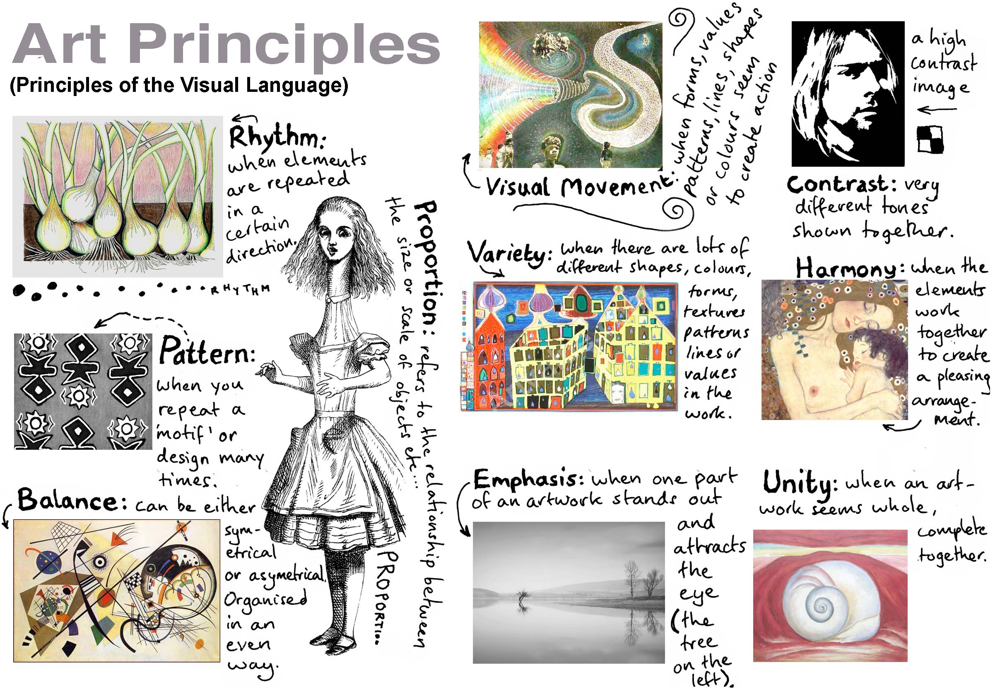 Art Principles
(Principles of the Visual Language)
Rhythm:
when elements
are repeated
in a
certain
direction.
RHYTHM
Pattern:
when you
repeat a
'motif' or
design many
times.
Balance: can be either
sym-
etrical
or asymetrical.
Organised
in an
even
way.
Proportion: refers to the relationship between
the size or scale of objects etc...
PROPORTION
Visual Movement: when forms, values
patterns, lines, shapes
or colours seem
to create action
a high
contrast
image
Contrast: very
different tones
shown together.
Variety: when there are lots of
different shapes, colours,
forms,
textures
patterns
lines or
values
in the
work.
Harmony: when the
elements
work
together
to create
a pleasing
arrange-
ment.
Emphasis: when one part
of an artwork stands out
and
attracts
the
eye
(the
tree
on the
left).
Unity: when an art-
work seems whole,
complete
together.